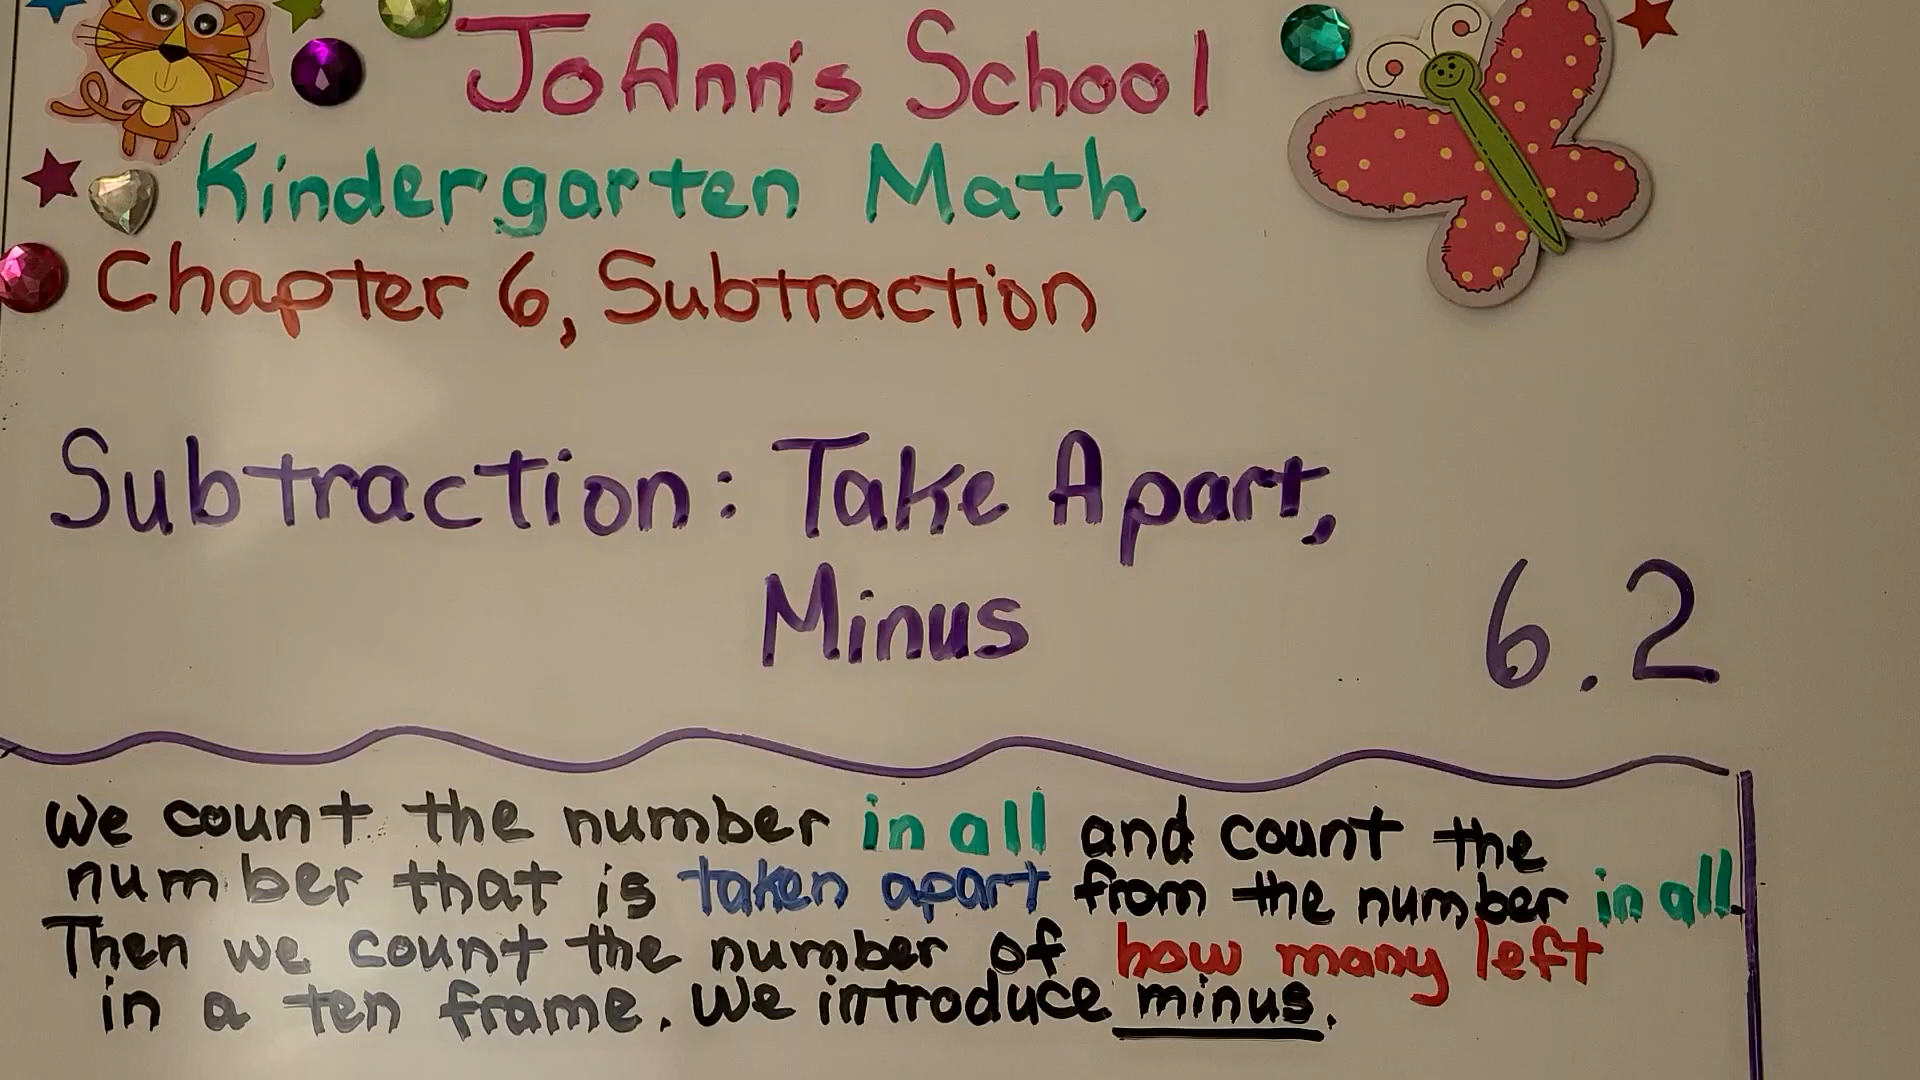 JoAnn's School
Kindergarten Math
Chapter 6, Subtraction
Subtraction: Take Apart,
Minus
6.2
We count the number in all and count the
number that is taken apart from the number in all.
Then we count the number of how many left
in a ten frame. We introduce minus.